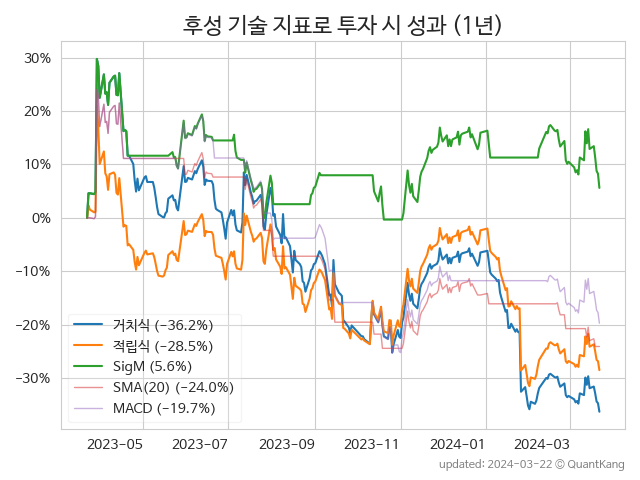 후성 기술 지표로 투자 시 성과 (1년)
30%
20%
10%
0%
−10%
−20%
−30%
거치식 (−36.2%)
적립식 (−28.5%)
SigM (5.6%)
SMA(20) (−24.0%)
MACD (−19.7%)
2023−05
2023−07
2023−09
2023−11
2024−01
2024−03
updated: 2024−03−22 © QuantKang